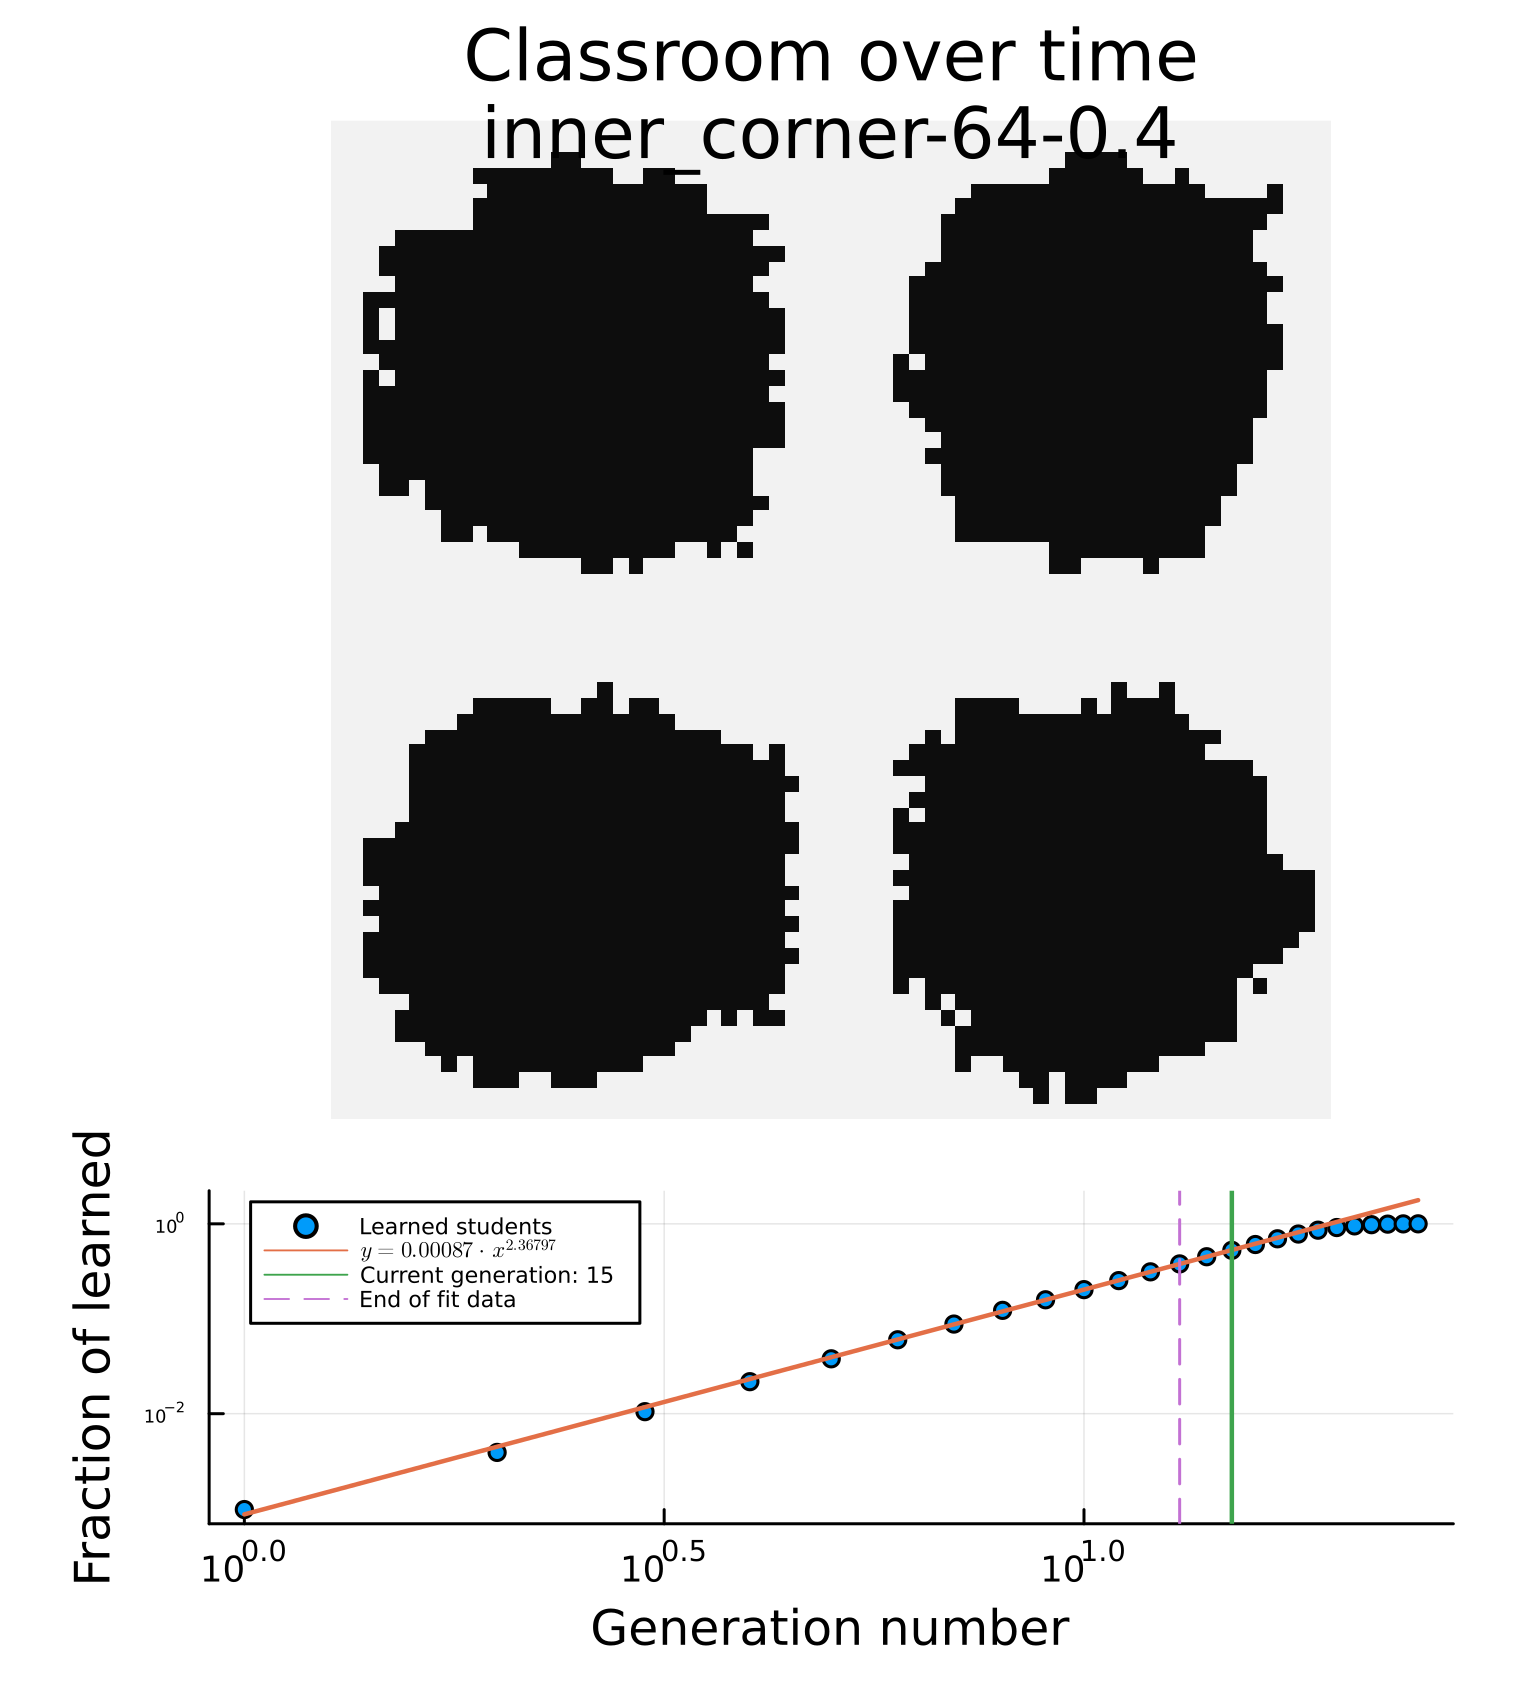 Classroom over time
inner_corner-64-0.4
Fraction of learned
10^0
10^-2
Learned students
y = 0.00087 · x^2.36797
Current generation: 15
End of fit data
10^0.0
10^0.5
10^1.0
Generation number